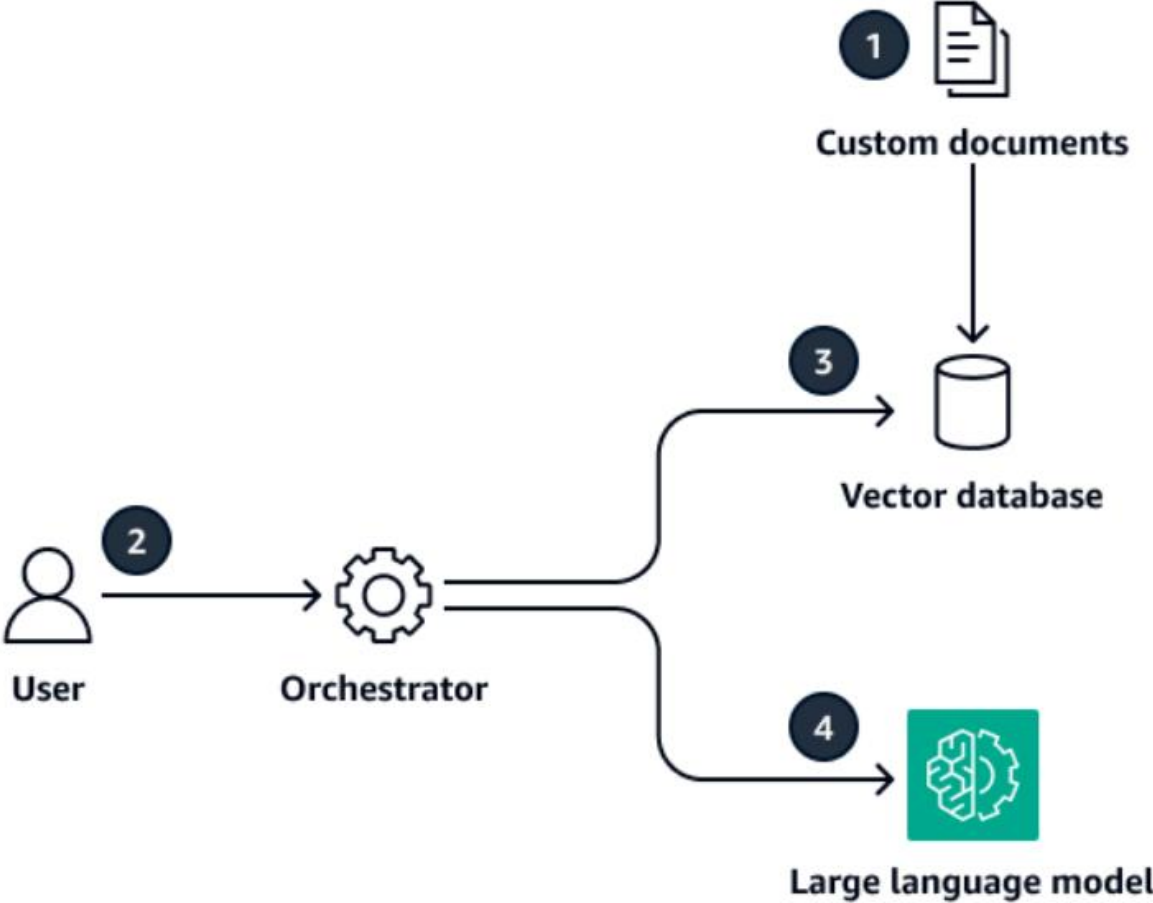 1
Custom documents
3
Vector database
2
User
Orchestrator
4
Large language model